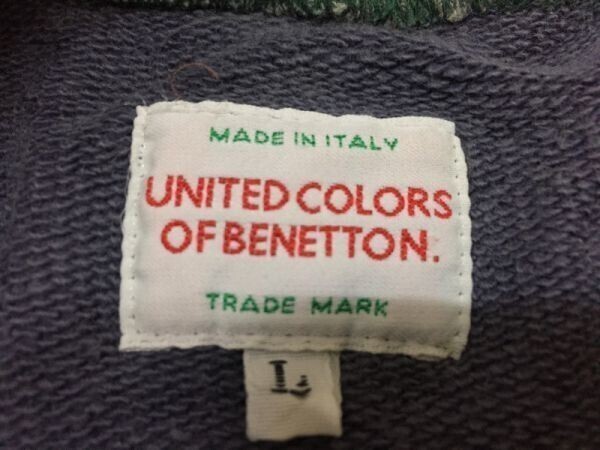 MADE IN ITALY
UNITED COLORS
OF BENETTON.
TRADE MARK
L